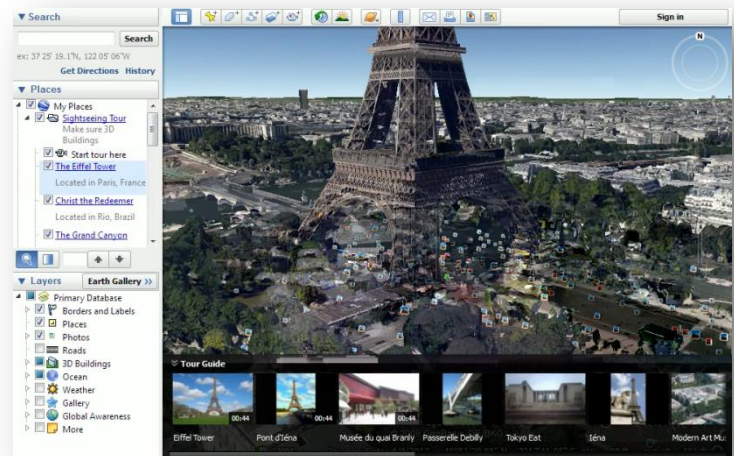 ▼ Search
Sign in
Search
ex: 37 25' 19.1"N, 122 05' 06"W
Get Directions History
N
▼ Places
My Places
Sightseeing Tour
Make sure 3D
Buildings
Start tour here
The Eiffel Tower
Located in Paris, France
Christ the Redeemer
Located in Rio, Brazil
The Grand Canyon
▼ Layers
Earth Gallery >>
Primary Database
Borders and Labels
Places
Photos
Roads
3D Buildings
Ocean
Weather
Gallery
Global Awareness
More
Tour Guide
00:44 00:44 00:44
Eiffel Tower Pont d'Iéna Musée du quai Branly Passerelle Debilly Tokyo Eat Iéna Modern Art Mu